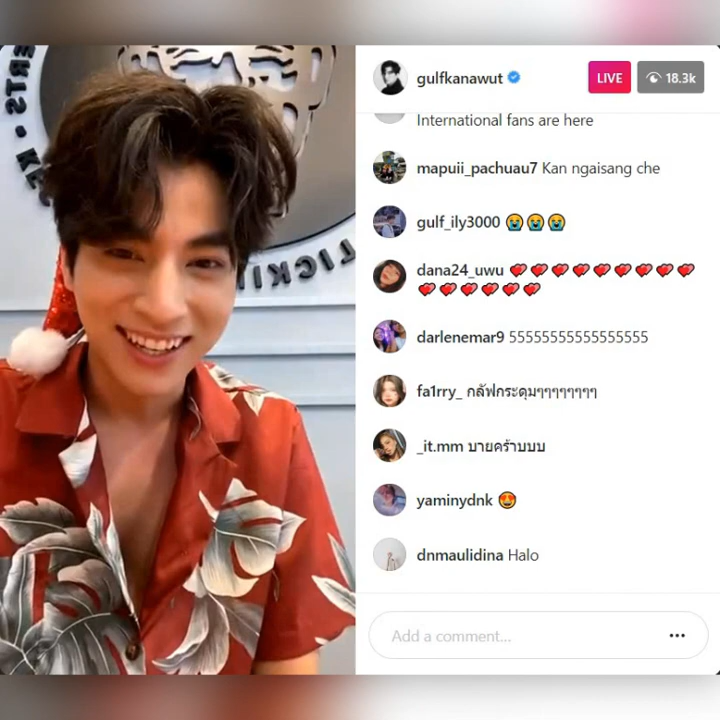 gulfkanawut
LIVE
18.3k
International fans are here
mapuii_pachuau7 Kan ngaisang che
gulf_ily3000 😭😭😭
dana24_uwu 💕💕💕💕💕💕💕💕💕
💕💕💕💕💕💕
darlenemar9 55555555555555555
fa1rry_ กลัฟกระดุมๆๆๆๆๆๆๆๆ
_it.mm บายคร้าบบบ
yaminydnk 😍
dnmaulidina Halo
Add a comment...